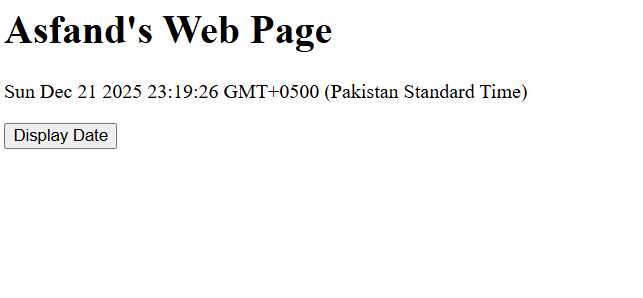 Asfand's Web Page
Sun Dec 21 2025 23:19:26 GMT+0500 (Pakistan Standard Time)
Display Date